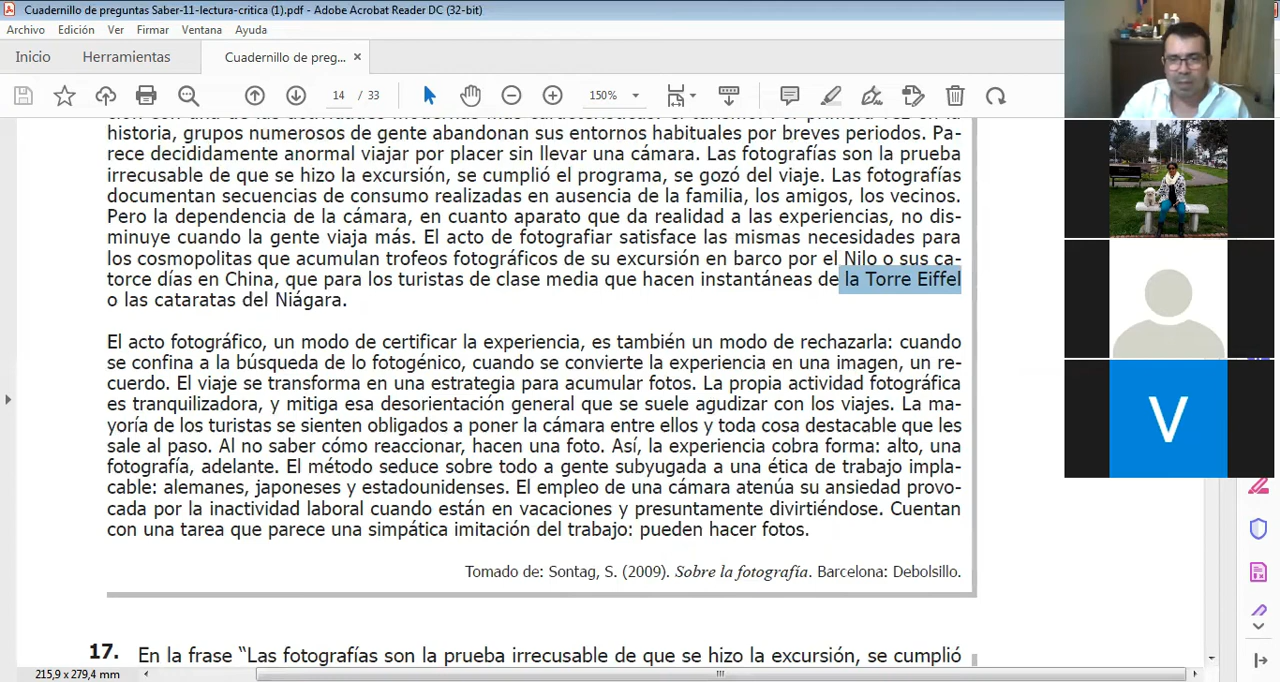 Cuadernillo de preguntas Saber-11-lectura-critica (1).pdf - Adobe Acrobat Reader DC (32-bit)
Archivo Edición Ver Firmar Ventana Ayuda
Inicio Herramientas Cuadernillo de preg... ×
14 / 33 150%
historia, grupos numerosos de gente abandonan sus entornos habituales por breves periodos. Pa-
rece decididamente anormal viajar por placer sin llevar una cámara. Las fotografías son la prueba
irrecusable de que se hizo la excursión, se cumplió el programa, se gozó del viaje. Las fotografías
documentan secuencias de consumo realizadas en ausencia de la familia, los amigos, los vecinos.
Pero la dependencia de la cámara, en cuanto aparato que da realidad a las experiencias, no dis-
minuye cuando la gente viaja más. El acto de fotografiar satisface las mismas necesidades para
los cosmopolitas que acumulan trofeos fotográficos de su excursión en barco por el Nilo o sus ca-
torce días en China, que para los turistas de clase media que hacen instantáneas de la Torre Eiffel
o las cataratas del Niágara.
El acto fotográfico, un modo de certificar la experiencia, es también un modo de rechazarla: cuando
se confina a la búsqueda de lo fotogénico, cuando se convierte la experiencia en una imagen, un re-
cuerdo. El viaje se transforma en una estrategia para acumular fotos. La propia actividad fotográfica
es tranquilizadora, y mitiga esa desorientación general que se suele agudizar con los viajes. La ma-
yoría de los turistas se sienten obligados a poner la cámara entre ellos y toda cosa destacable que les
sale al paso. Al no saber cómo reaccionar, hacen una foto. Así, la experiencia cobra forma: alto, una
fotografía, adelante. El método seduce sobre todo a gente subyugada a una ética de trabajo impla-
cable: alemanes, japoneses y estadounidenses. El empleo de una cámara atenúa su ansiedad provo-
cada por la inactividad laboral cuando están en vacaciones y presuntamente divirtiéndose. Cuentan
con una tarea que parece una simpática imitación del trabajo: pueden hacer fotos.
Tomado de: Sontag, S. (2009). Sobre la fotografía. Barcelona: Debolsillo.
17. En la frase “Las fotografías son la prueba irrecusable de que se hizo la excursión, se cumplió
215,9 x 279,4 mm
V